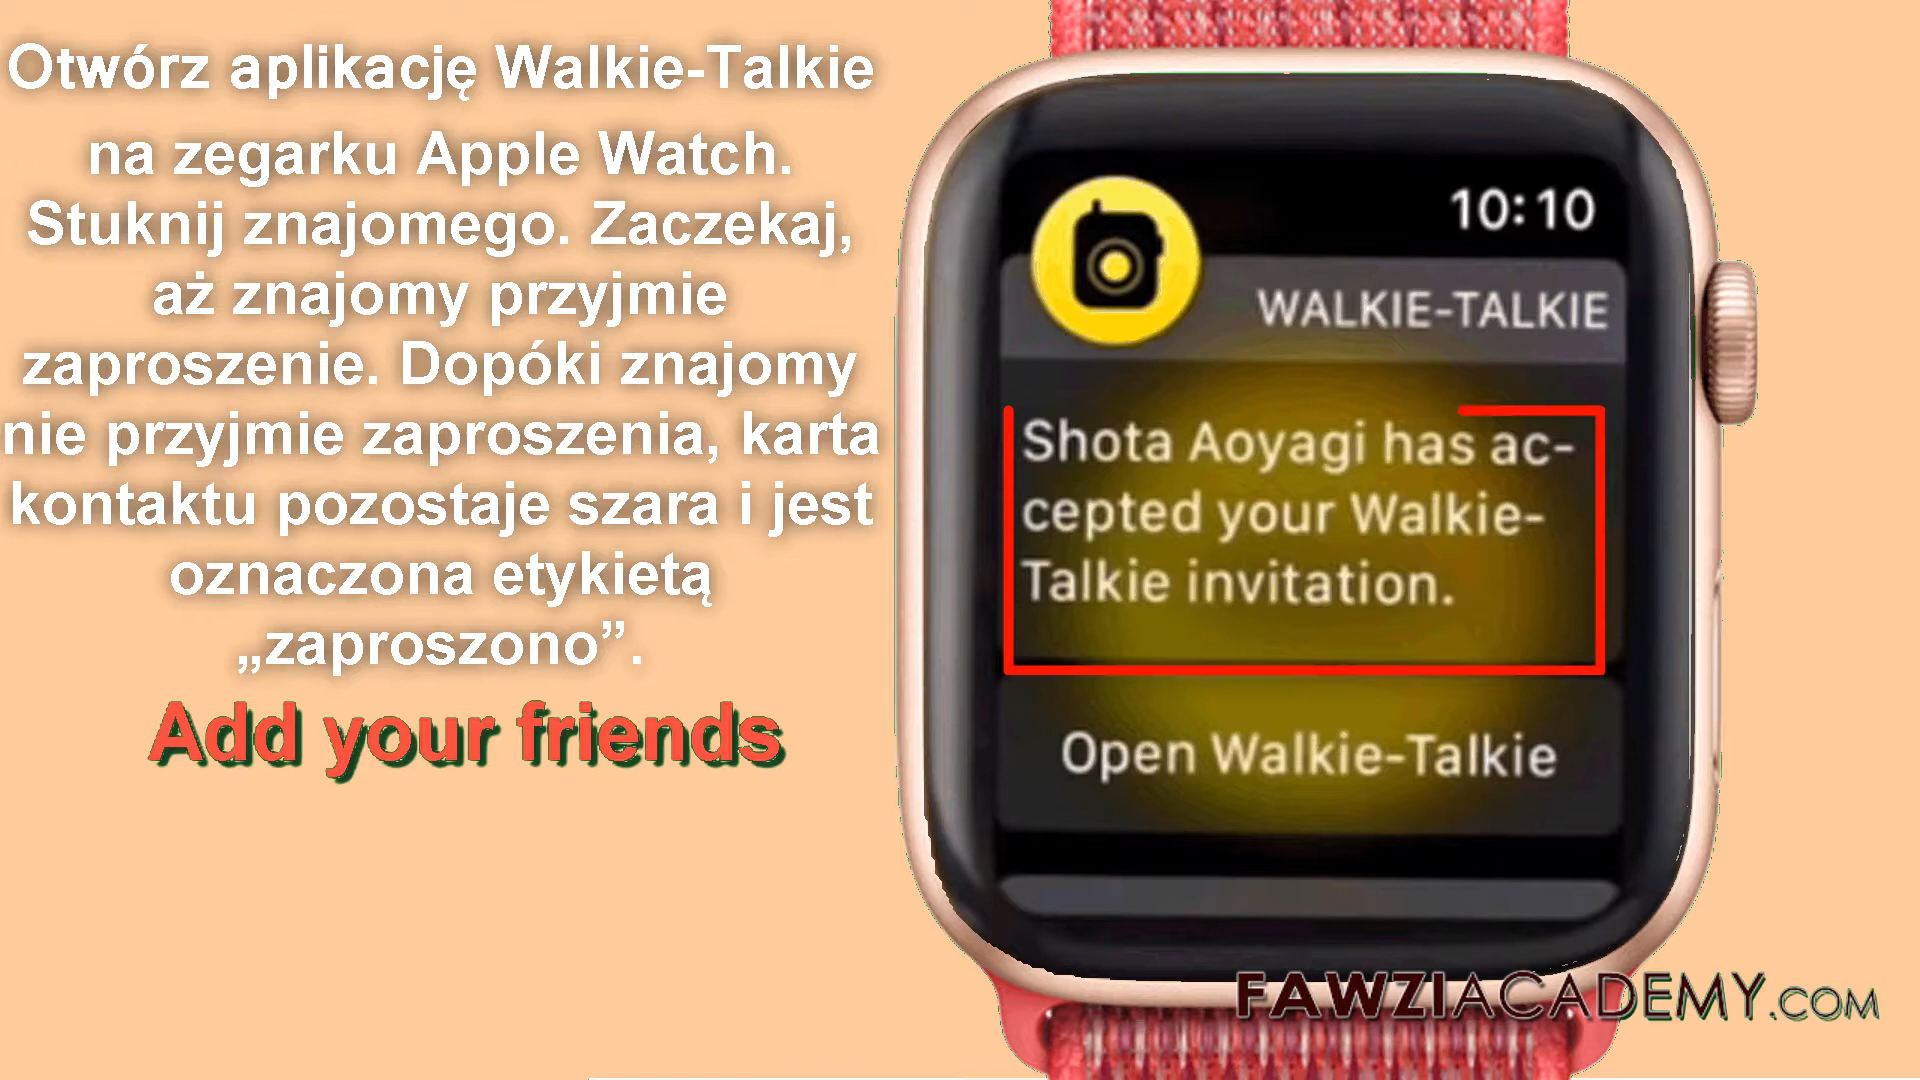 Otwórz aplikację Walkie-Talkie
na zegarku Apple Watch.
Stuknij znajomego. Zaczekaj,
aż znajomy przyjmie
zaproszenie. Dopóki znajomy
nie przyjmie zaproszenia, karta
kontaktu pozostaje szara i jest
oznaczona etykietą
„zaproszono”.
Add your friends
10:10
WALKIE-TALKIE
Shota Aoyagi has ac-
cepted your Walkie-
Talkie invitation.
Open Walkie-Talkie
FAWZIACADEMY.COM